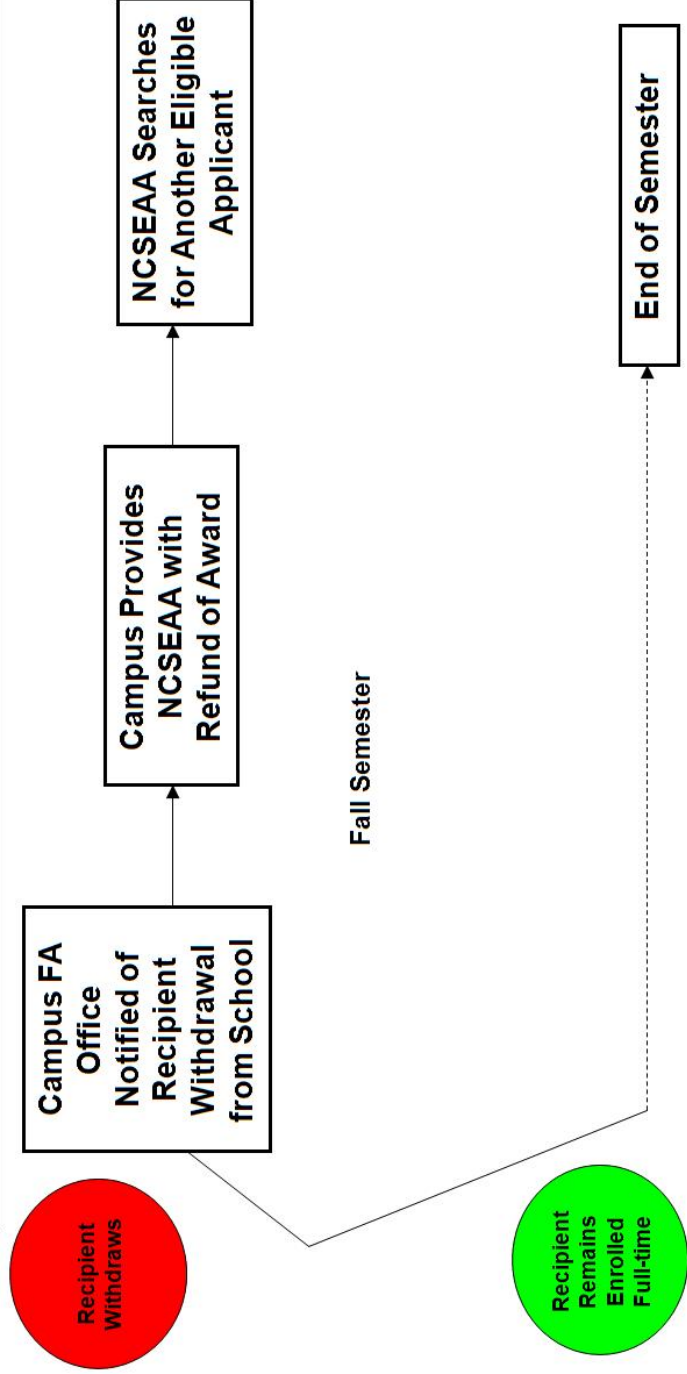 Recipient
Withdraws
Campus FA
Office
Notified of
Recipient
Withdrawal
from School
Campus Provides
NCSEAA with
Refund of Award
NCSEAA Searches
for Another Eligible
Applicant
Fall Semester
Recipient
Remains
Enrolled
Full-time
End of Semester